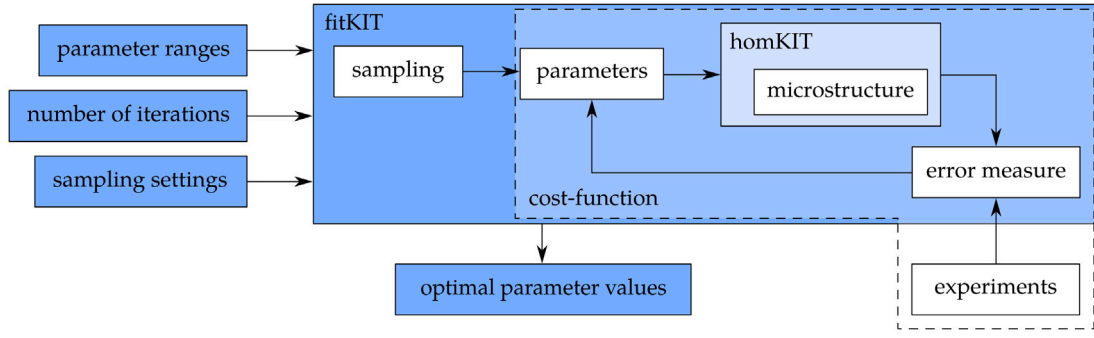 fitKIT
parameter ranges
number of iterations
sampling settings
sampling
parameters
homKIT
microstructure
error measure
cost-function
optimal parameter values
experiments